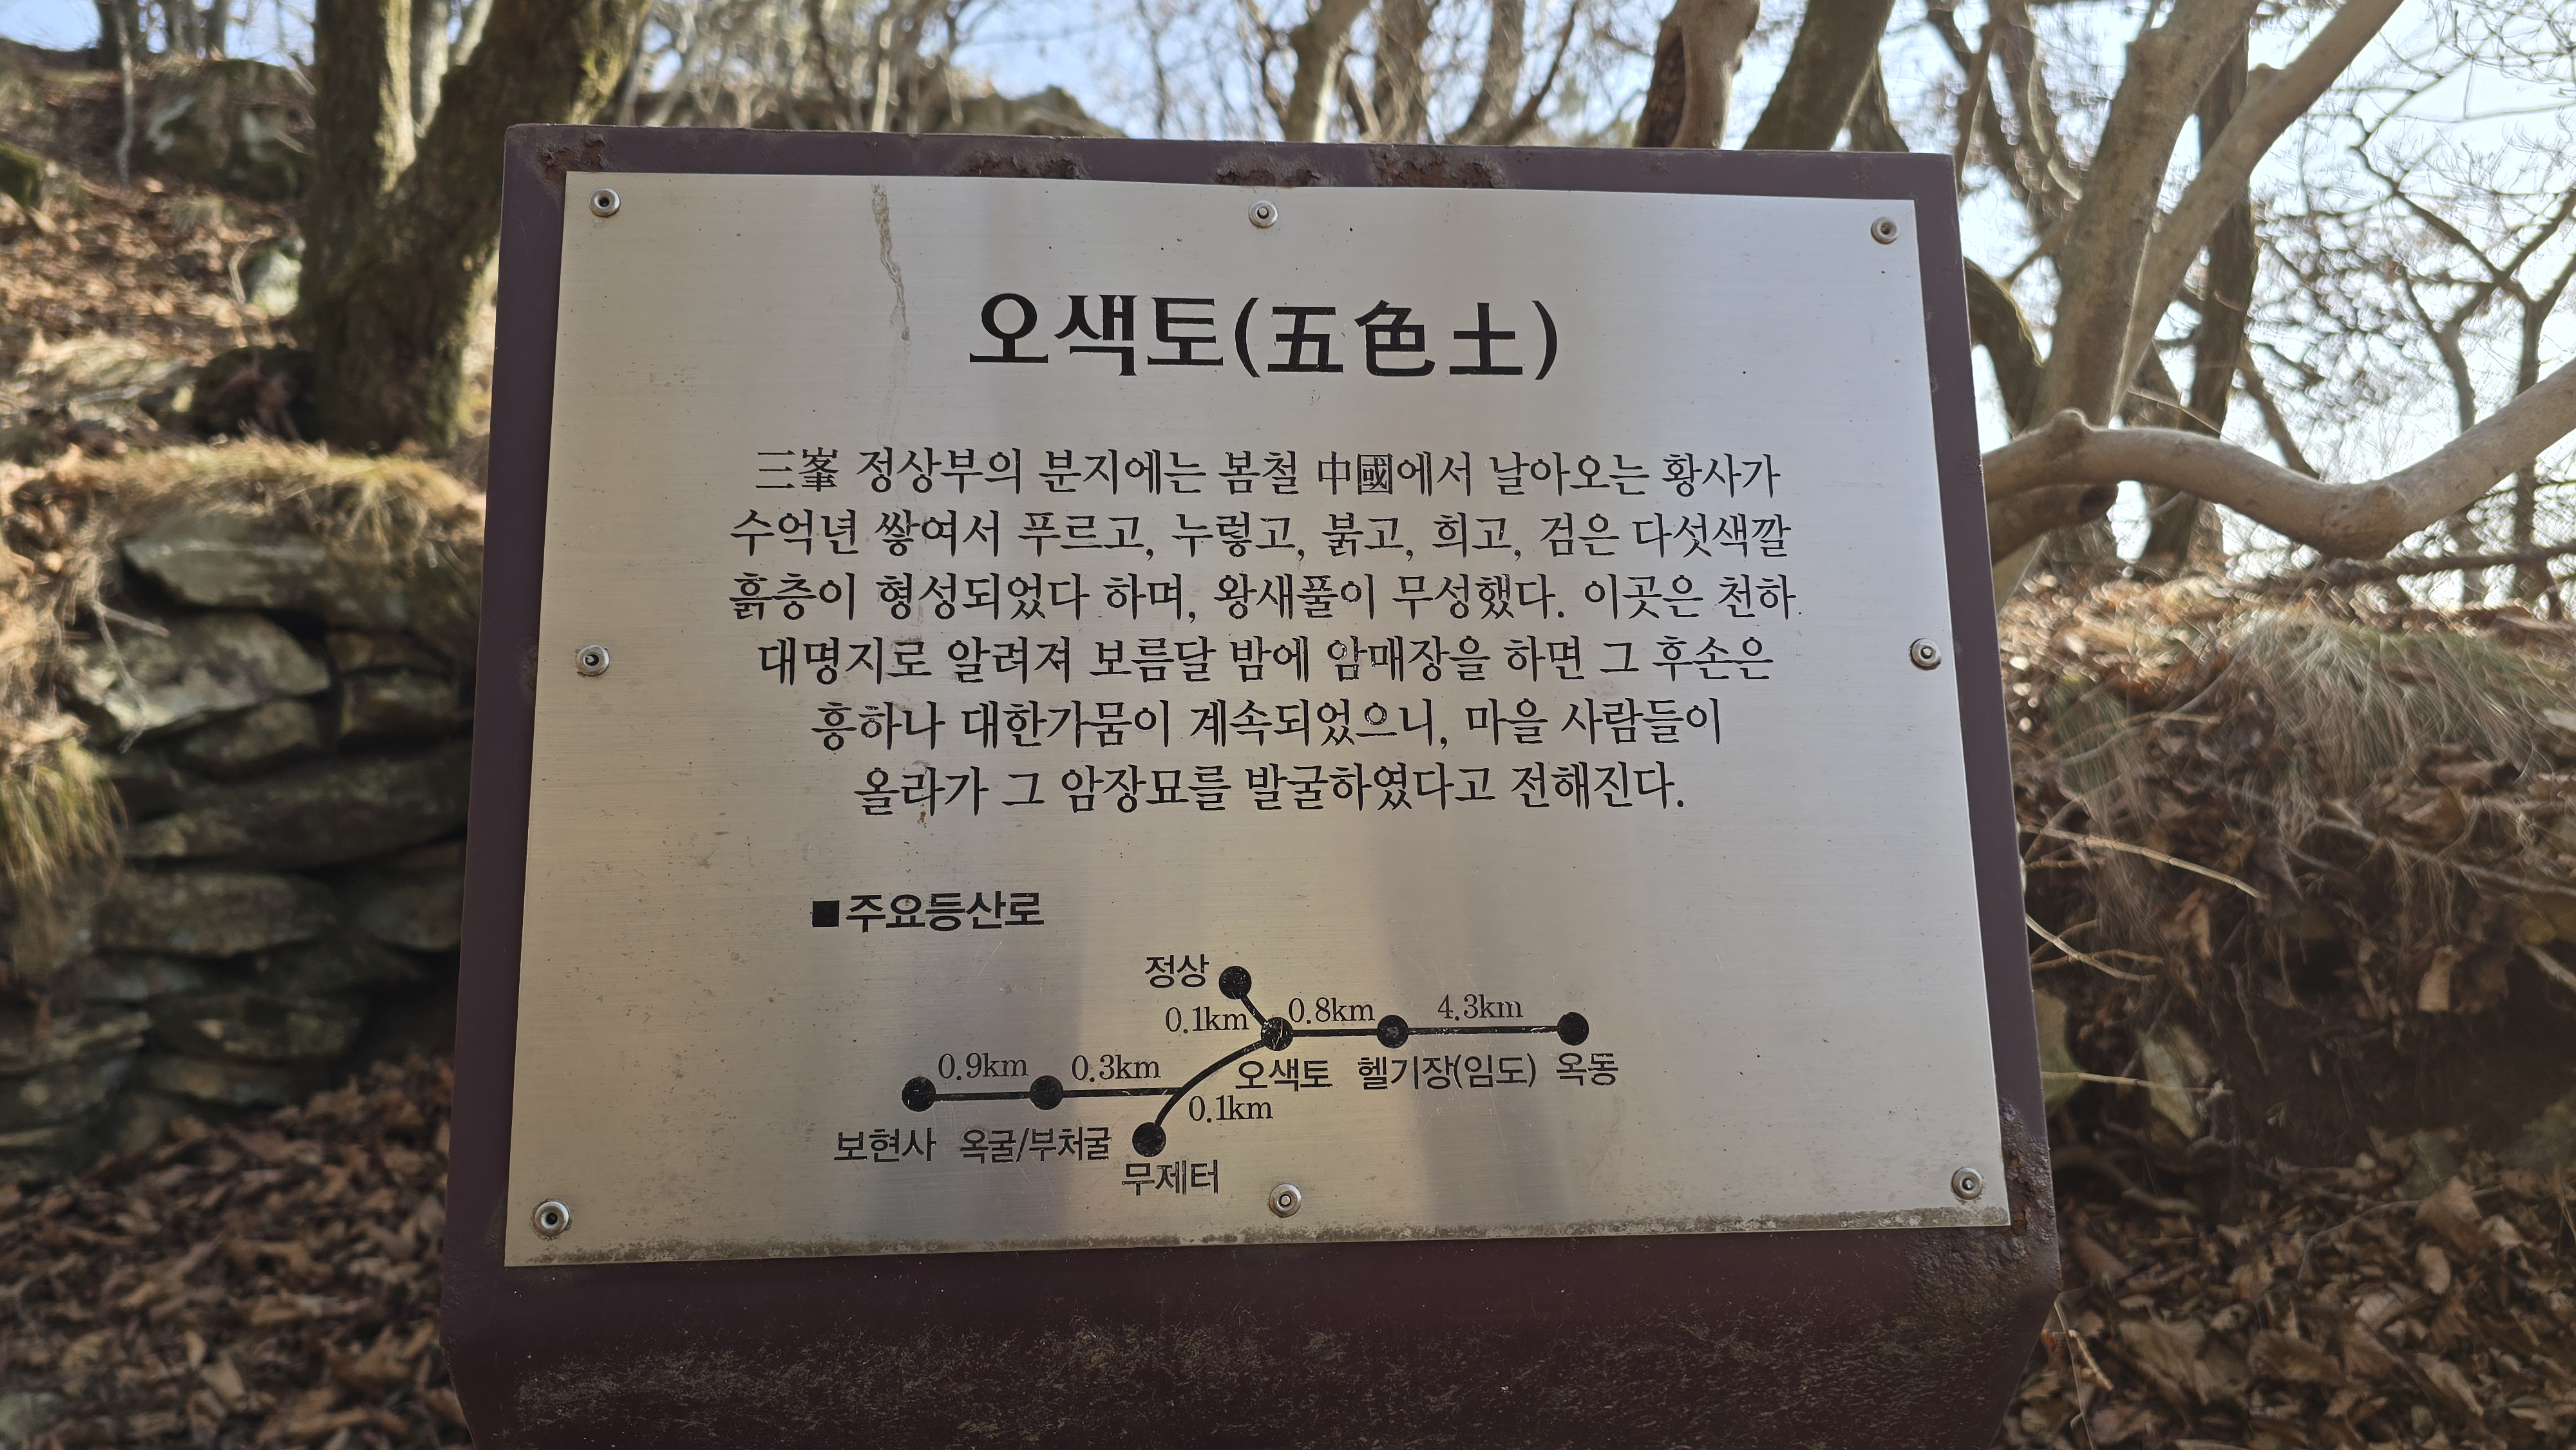 오색토(五色土)
三峯 정상부의 분지에는 봄철 中國에서 날아오는 황사가
수억년 쌓여서 푸르고, 누렇고, 붉고, 희고, 검은 다섯색깔
흙층이 형성되었다 하며, 왕새풀이 무성했다. 이곳은 천하
대명지로 알려져 보름달 밤에 암매장을 하면 그 후손은
흥하나 대한가뭄이 계속되었으니, 마을 사람들이
올라가 그 암장묘를 발굴하였다고 전해진다.
■주요등산로
정상
0.1km 0.8km 4.3km
0.9km 0.3km
오색토 헬기장(임도) 옥동
0.1km
보현사 옥굴/부처굴
무제터